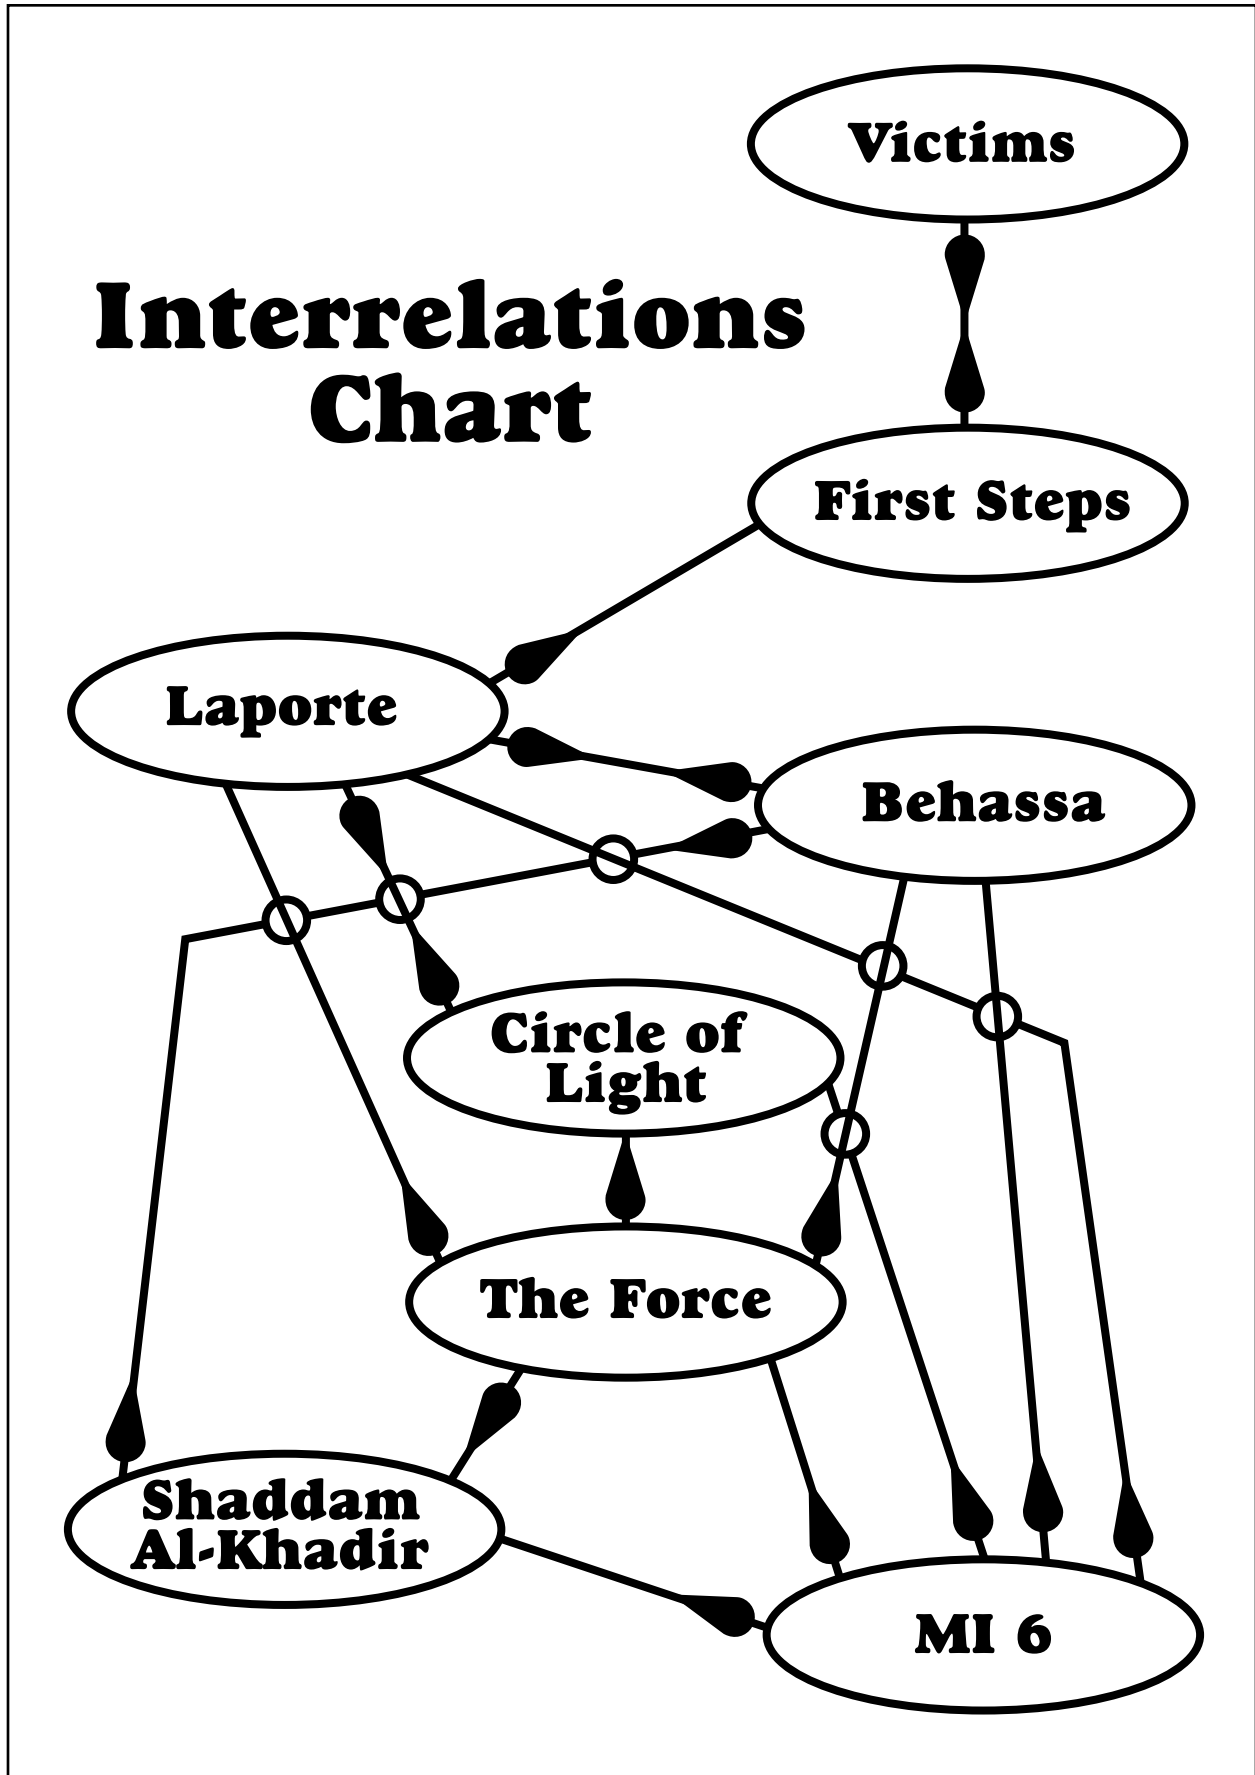 Victims
Interrelations
Chart
First Steps
Laporte
Behassa
Circle of
Light
The Force
Shaddam
Al-Khadir
MI 6